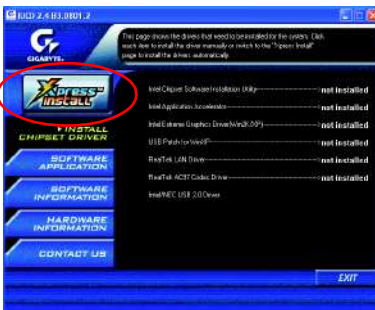 IUCD 2.4 B3.0801.2
GIGABYTE
This page shows the drivers that need to be installed for the system. Click
each item to install the driver manually or switch to the "Xpress Install"
page to install the drivers automatically.
Xpress
INSTALL
INSTALL
CHIPSET DRIVER
SOFTWARE
APPLICATION
SOFTWARE
INFORMATION
HARDWARE
INFORMATION
CONTACT US
Intel Chipset Software Installation Utility not installed
Intel Application Accelerator not installed
Intel Extreme Graphics Driver(Win2K/XP) not installed
USB Patch for WinXP not installed
RealTek LAN Driver not installed
RealTek AC97 Codec Driver not installed
Intel/NEC USB 2.0 Driver
EXIT